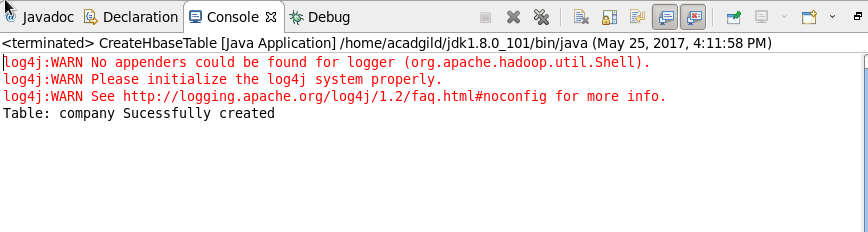 @ Javadoc Declaration Console Debug
<terminated> CreateHbaseTable [Java Application] /home/acadgild/jdk1.8.0_101/bin/java (May 25, 2017, 4:11:58 PM)
log4j:WARN No appenders could be found for logger (org.apache.hadoop.util.Shell).
log4j:WARN Please initialize the log4j system properly.
log4j:WARN See http://logging.apache.org/log4j/1.2/faq.html#noconfig for more info.
Table: company Sucessfully created